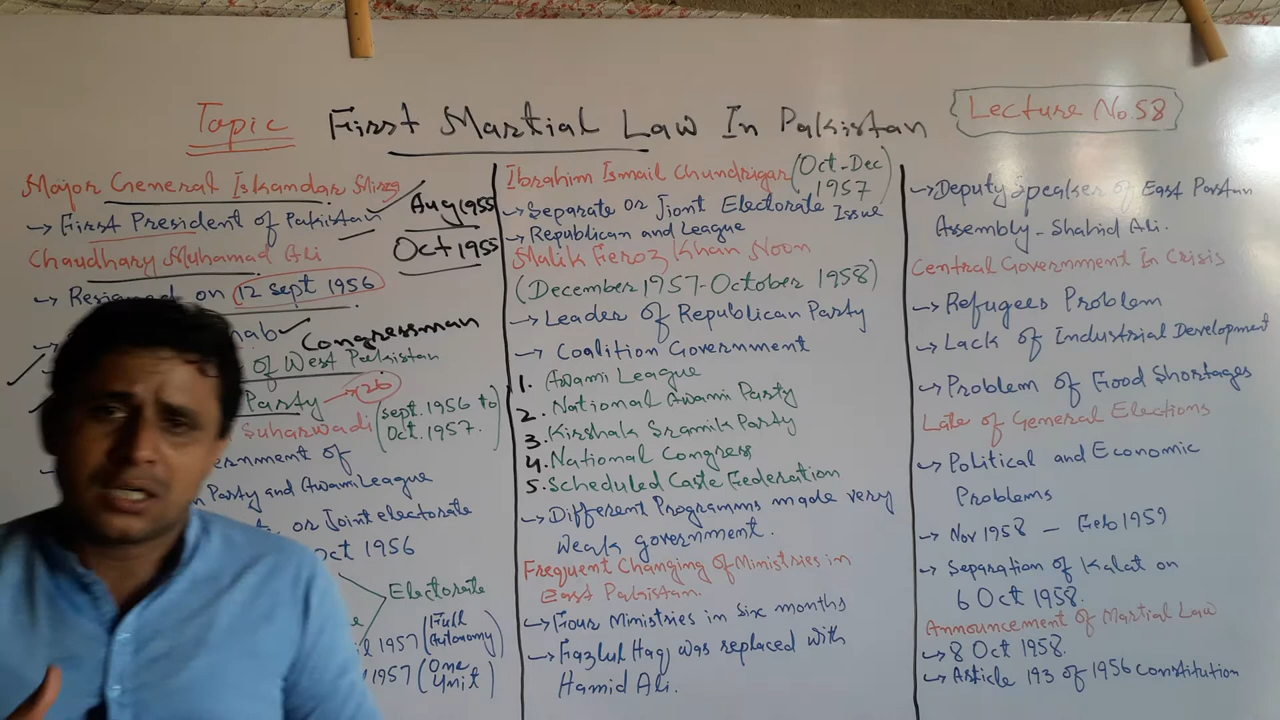 Topic First Martial Law In Pakistan
Lecture No.58
Major General Iskandar Mirza
→ First President of Pakistan
Aug 1955
Oct 1955
Chaudhary Muhamad Ali
→ Resigned on 12 sept 1956
Congressman
of West Pakistan
Party → 26
Suharwadi (sept. 1956 to
Oct. 1957.)
ernment of
Party and Awami League
or Joint electorate
oct 1956
Electorate
1957 (Full
Autonomy)
1957 (One
Unit)
Ibrahim Ismail Chundrigar (Oct-Dec
1957)
→ Separate or Jiont Electorate Issue
→ Republican and League
Malik Feroz Khan Noon
(December 1957-October 1958)
→ Leader of Republican Party
→ Coalition Government
1. Awami League
2. National Awami Party
3. Kirshak Sramik Party
4. National Congress
5. Scheduled Caste Federation
→ Different Programms made very
weak government.
Frequent Changing of Ministries in
East Pakistan.
→ Four Ministries in six months
→ Fazlul Haq was replaced with
Hamid Ali.
→ Deputy Speaker of East
Assembly - Shahid Ali.
Central Government In Crisis
→ Refugees Problem
→ Lack of Industrial Development
→ Problem of Food Shortages
Late of General Elections
→ Political and Economic
Problems
→ Nov 1958 - Feb 1959
→ Separation of Kalat on
6 Oct 1958.
Announcement of Martial Law
→ 8 Oct 1958.
→ Article 193 of 1956 constitution